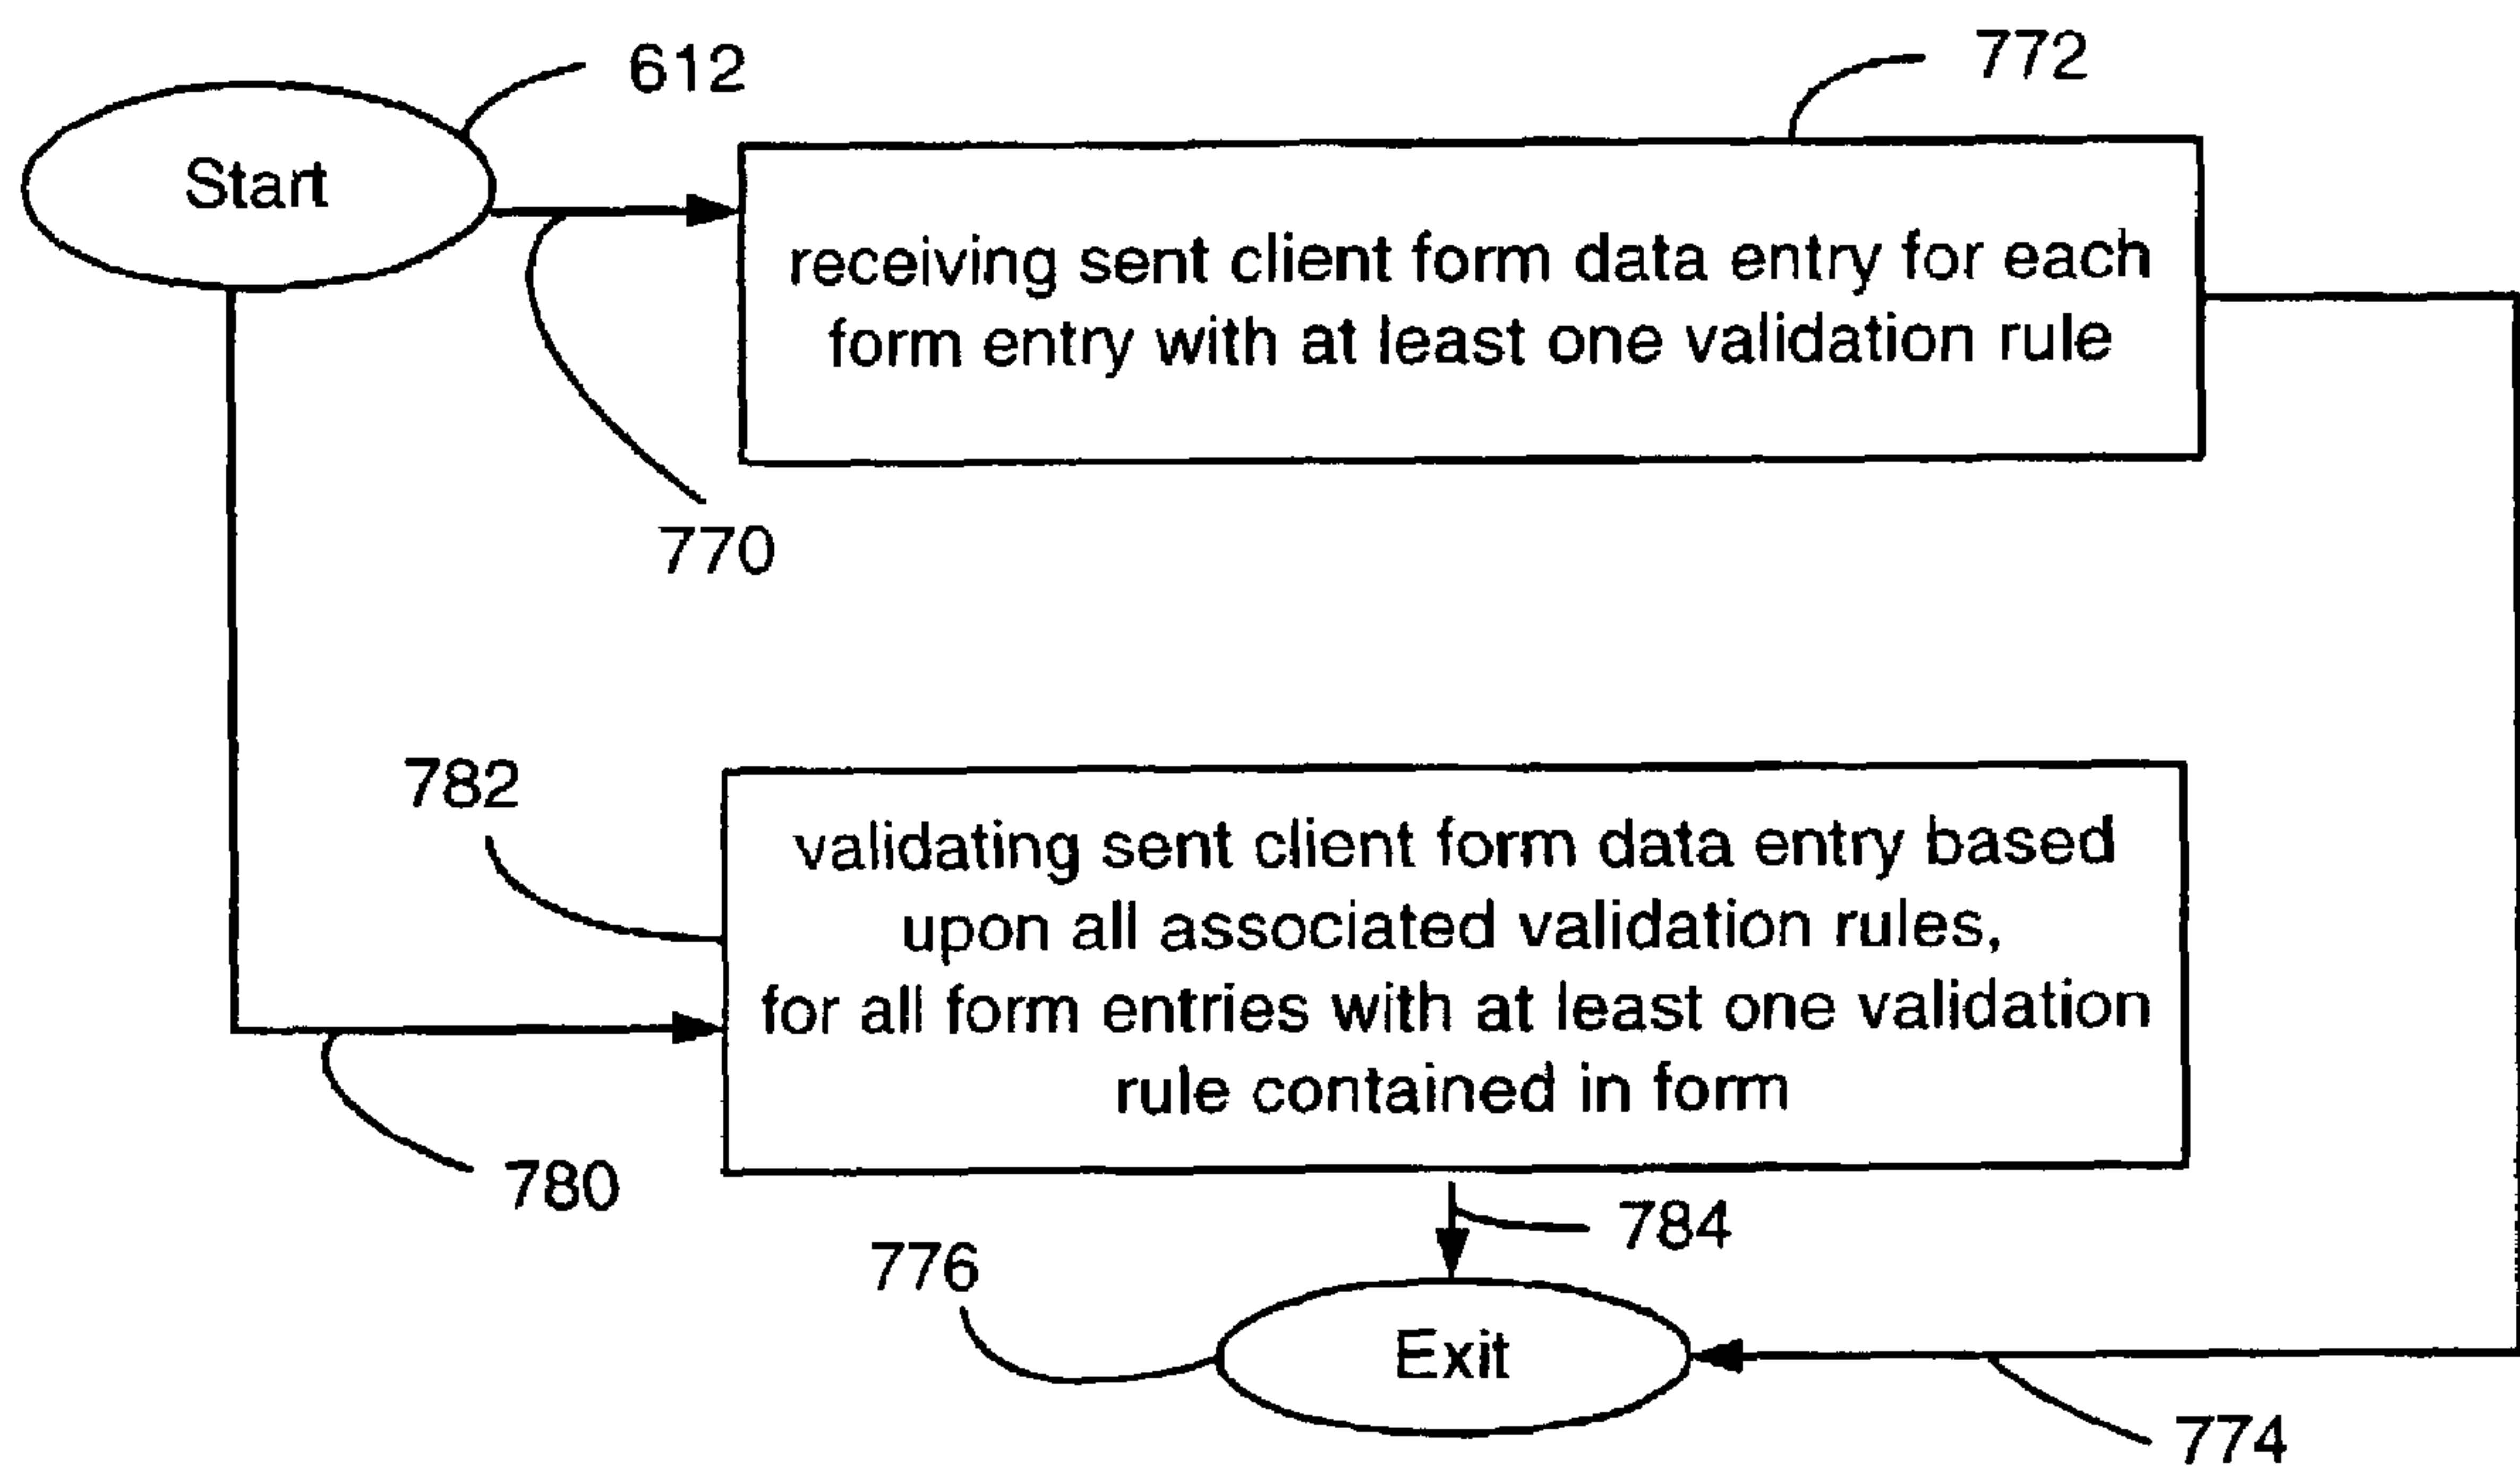 612
772
Start
receiving sent client form data entry for each
form entry with at least one validation rule
770
782
validating sent client form data entry based
upon all associated validation rules,
for all form entries with at least one validation
rule contained in form
780
784
776
Exit
774